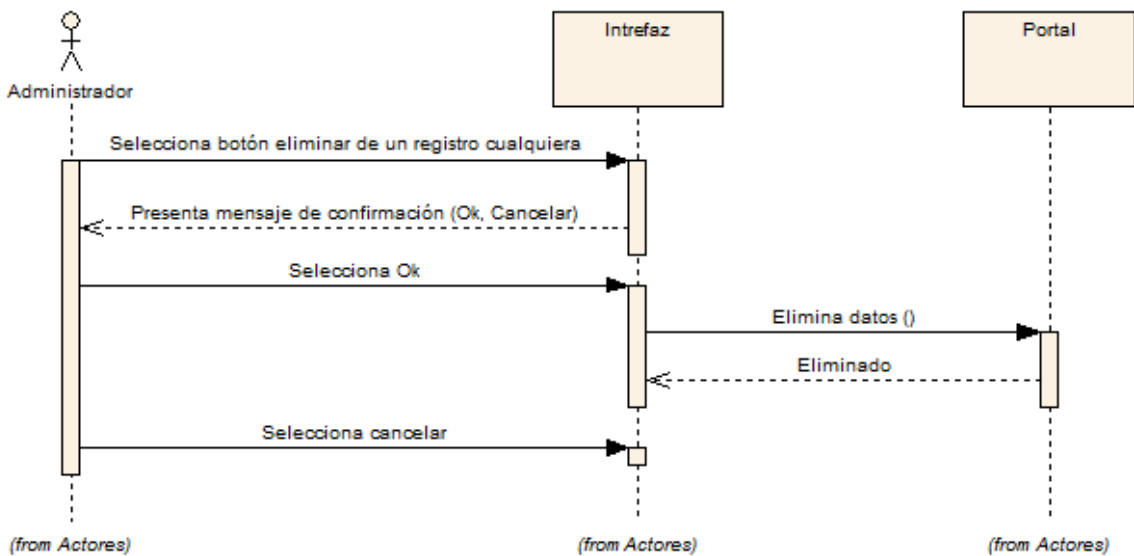 Administrador
Intrefaz
Portal
Selecciona botón eliminar de un registro cualquiera
Presenta mensaje de confirmación (Ok, Cancelar)
Selecciona Ok
Elimina datos ()
Eliminado
Selecciona cancelar
(from Actores)
(from Actores)
(from Actores)